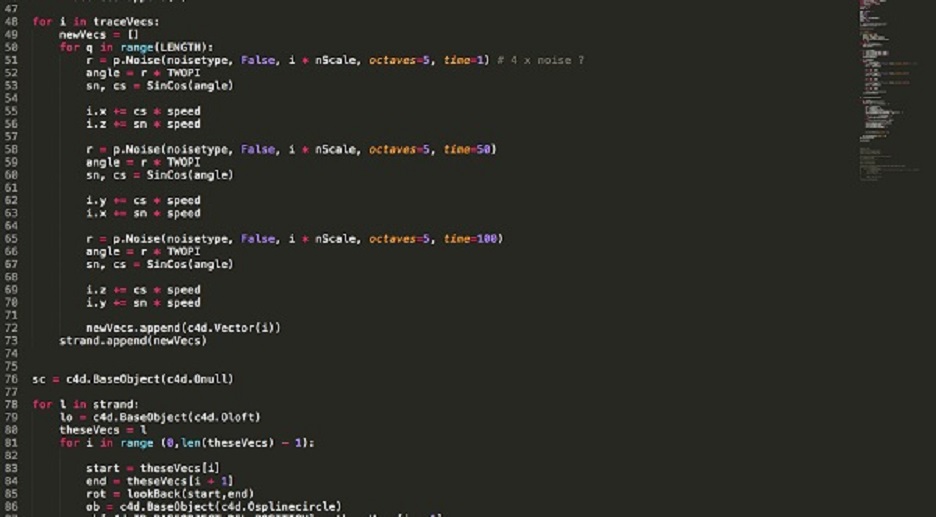 47
48 for i in traceVecs:
49 newVecs = []
50 for q in range(LENGTH):
51 r = p.Noise(noisetype, False, i * nScale, octaves=5, time=1) # 4 x noise ?
52 angle = r * TWOPI
53 sn, cs = SinCos(angle)
54
55 i.x += cs * speed
56 i.z += sn * speed
57
58 r = p.Noise(noisetype, False, i * nScale, octaves=5, time=50)
59 angle = r * TWOPI
60 sn, cs = SinCos(angle)
61
62 i.y += cs * speed
63 i.x += sn * speed
64
65 r = p.Noise(noisetype, False, i * nScale, octaves=5, time=100)
66 angle = r * TWOPI
67 sn, cs = SinCos(angle)
68
69 i.z += cs * speed
70 i.y += sn * speed
71
72 newVecs.append(c4d.Vector(i))
73 strand.append(newVecs)
74
75
76 sc = c4d.BaseObject(c4d.Onull)
77
78 for l in strand:
79 lo = c4d.BaseObject(c4d.Oloft)
80 theseVecs = l
81 for i in range (0,len(theseVecs) - 1):
82
83 start = theseVecs[i]
84 end = theseVecs[i + 1]
85 rot = lookBack(start,end)
86 ob = c4d.BaseObject(c4d.Osplinecircle)